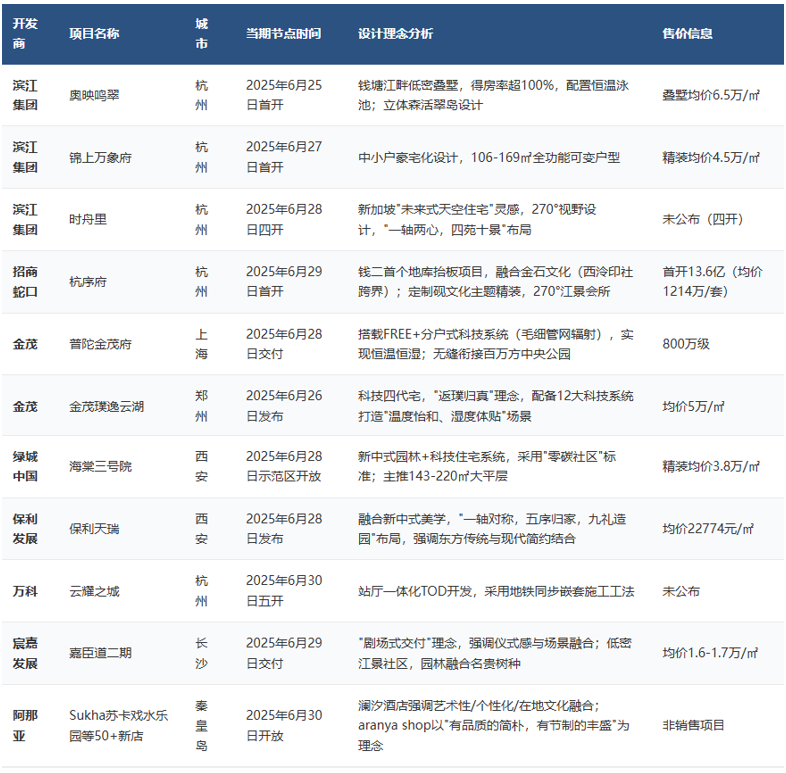 开发商 项目名称 城市 当期节点时间 设计理念分析 售价信息
滨江集团 奥映鸣翠 杭州 2025年6月25日首开 钱塘江畔低密叠墅，得房率超100%，配置恒温泳池；立体森活翠岛设计 叠墅均价6.5万/㎡
滨江集团 锦上万象府 杭州 2025年6月27日首开 中小户豪宅化设计，106-169㎡全功能可变户型 精装均价4.5万/㎡
滨江集团 时舟里 杭州 2025年6月28日四开 新加坡"未来式天空住宅"灵感，270°视野设计，"一轴两心，四苑十景"布局 未公布（四开）
招商蛇口 杭序府 杭州 2025年6月29日首开 钱二首个地库抬板项目，融合金石文化（西泠印社跨界）；定制砚文化主题精装，270°江景会所 首开13.6亿（均价1214万/套）
金茂 普陀金茂府 上海 2025年6月28日交付 搭载FREE+分户式科技系统（毛细管网辐射），实现恒温恒湿；无缝衔接百万方中央公园 800万级
金茂 金茂璞逸云湖 郑州 2025年6月26日发布 科技四代宅，"返璞归真"理念，配备12大科技系统打造"温度怡和、湿度体贴"场景 均价5万/㎡
绿城中国 海棠三号院 西安 2025年6月28日示范区开放 新中式园林+科技住宅系统，采用"零碳社区"标准；主推143-220㎡大平层 精装均价3.8万/㎡
保利发展 保利天瑞 西安 2025年6月28日发布 融合新中式美学，"一轴对称，五序归家，九礼造园"布局，强调东方传统与现代简约结合 均价22774元/㎡
万科 云耀之城 杭州 2025年6月30日五开 站厅一体化TOD开发，采用地铁同步嵌套施工工法 未公布
宸嘉发展 嘉臣道二期 长沙 2025年6月29日交付 "剧场式交付"理念，强调仪式感与场景融合；低密江景社区，园林融合名贵树种 均价1.6-1.7万/㎡
阿那亚 Sukha苏卡戏水乐园等50+新店 秦皇岛 2025年6月30日开放 澜汐酒店强调艺术性/个性化/在地文化融合；aranya shop以"有品质的简朴，有节制的丰盛"为理念 非销售项目